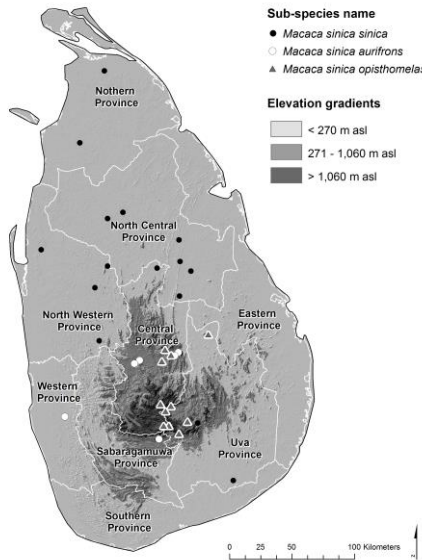 Sub-species name
Macaca sinica sinica
Macaca sinica aurifrons
Macaca sinica opisthomelas
Elevation gradients
< 270 m asl
271 - 1,060 m asl
> 1,060 m asl
Nothern
Province
North Central
Province
North Western
Province
Central
Province
Eastern
Province
Western
Province
Sabaragamuwa
Province
Uva
Province
Southern
Province
0 25 50 100 Kilometers